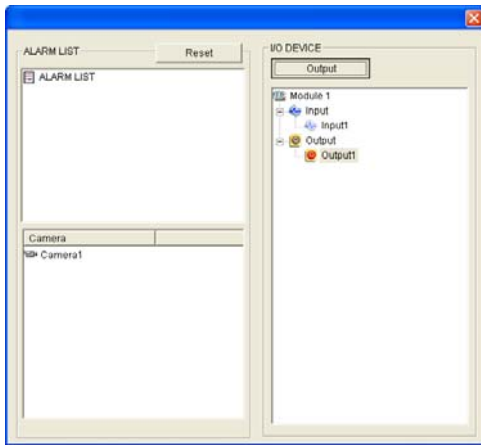 ALARM LIST
Reset
ALARM LIST
Camera
Camera1
I/O DEVICE
Output
Module 1
Input
Input1
Output
Output1